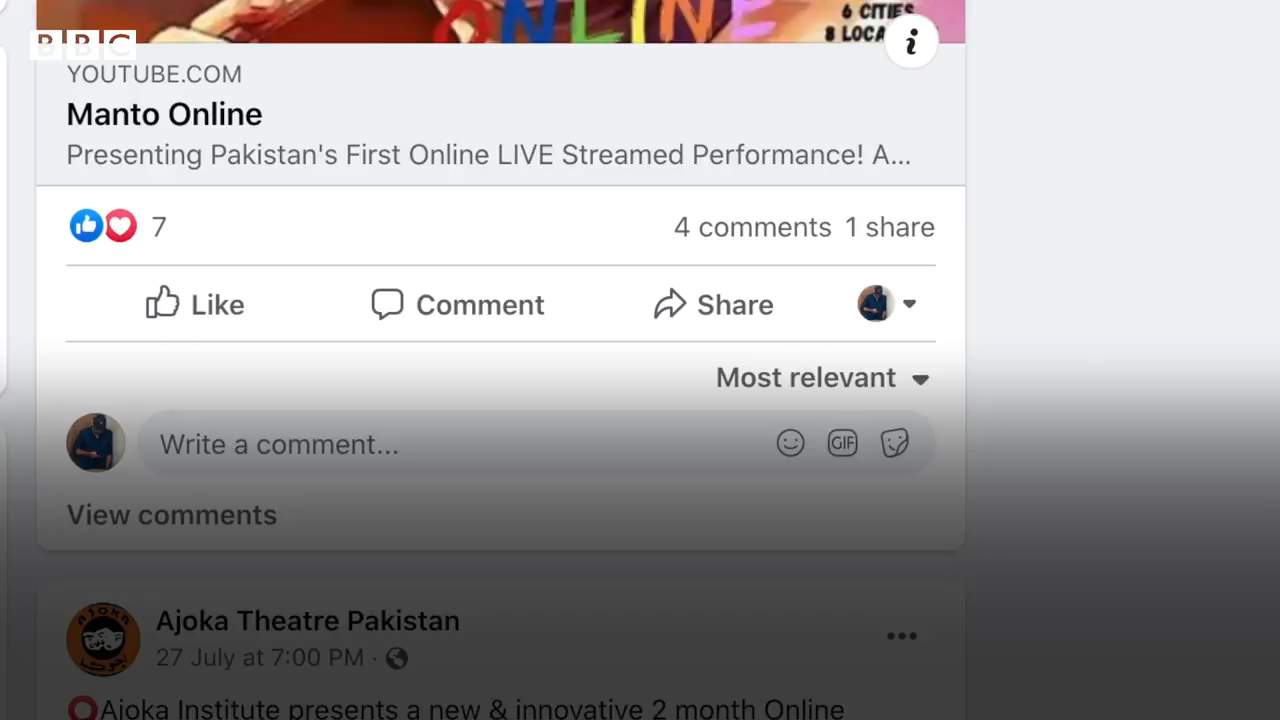 ONLINE
6 CITIES
8 LOCA
BBC
YOUTUBE.COM
Manto Online
Presenting Pakistan's First Online LIVE Streamed Performance! A...
7
4 comments 1 share
Like Comment Share
Most relevant
Write a comment...
GIF
View comments
AJOKA
Ajoka Theatre Pakistan
27 July at 7:00 PM ·
Ajoka Institute presents a new & innovative 2 month Online